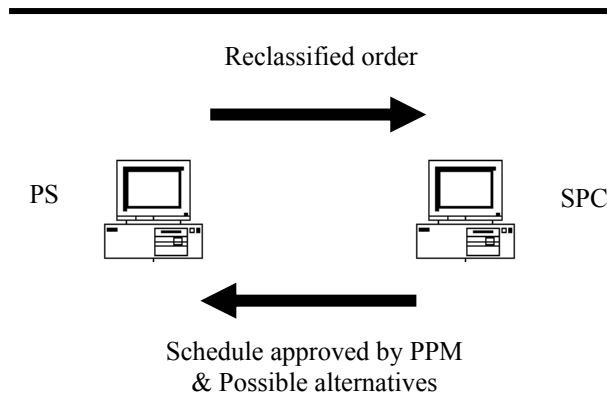 Reclassified order
PS
SPC
Schedule approved by PPM
& Possible alternatives